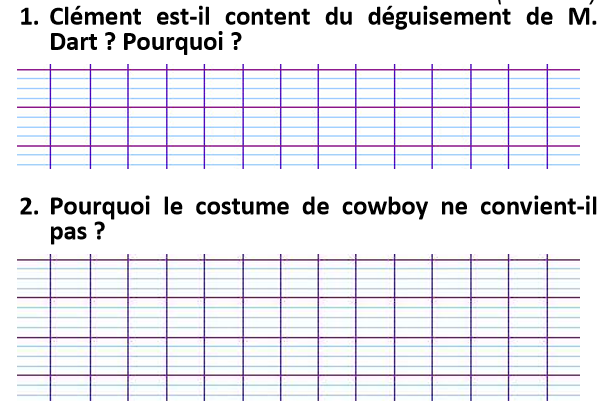 1. Clément est-il content du déguisement de M.
Dart ? Pourquoi ?
2. Pourquoi le costume de cowboy ne convient-il
pas ?